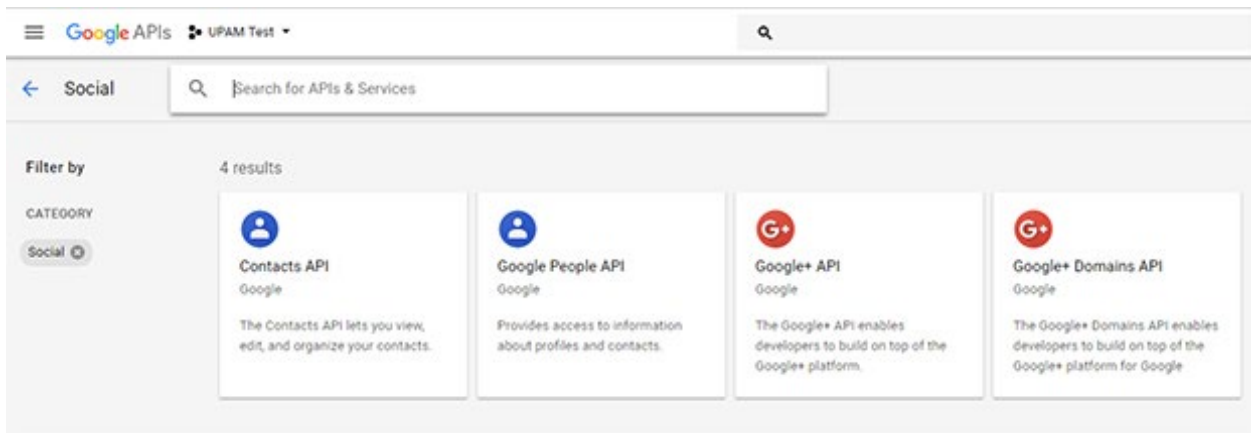 Google APIs UPAM Test
Social Search for APIs & Services
Filter by
4 results
CATEGORY
Social
Contacts API
Google
The Contacts API lets you view,
edit, and organize your contacts.
Google People API
Google
Provides access to information
about profiles and contacts.
G+
Google+ API
Google
The Google+ API enables
developers to build on top of the
Google+ platform.
G+
Google+ Domains API
Google
The Google+ Domains API enables
developers to build on top of the
Google+ platform for Google